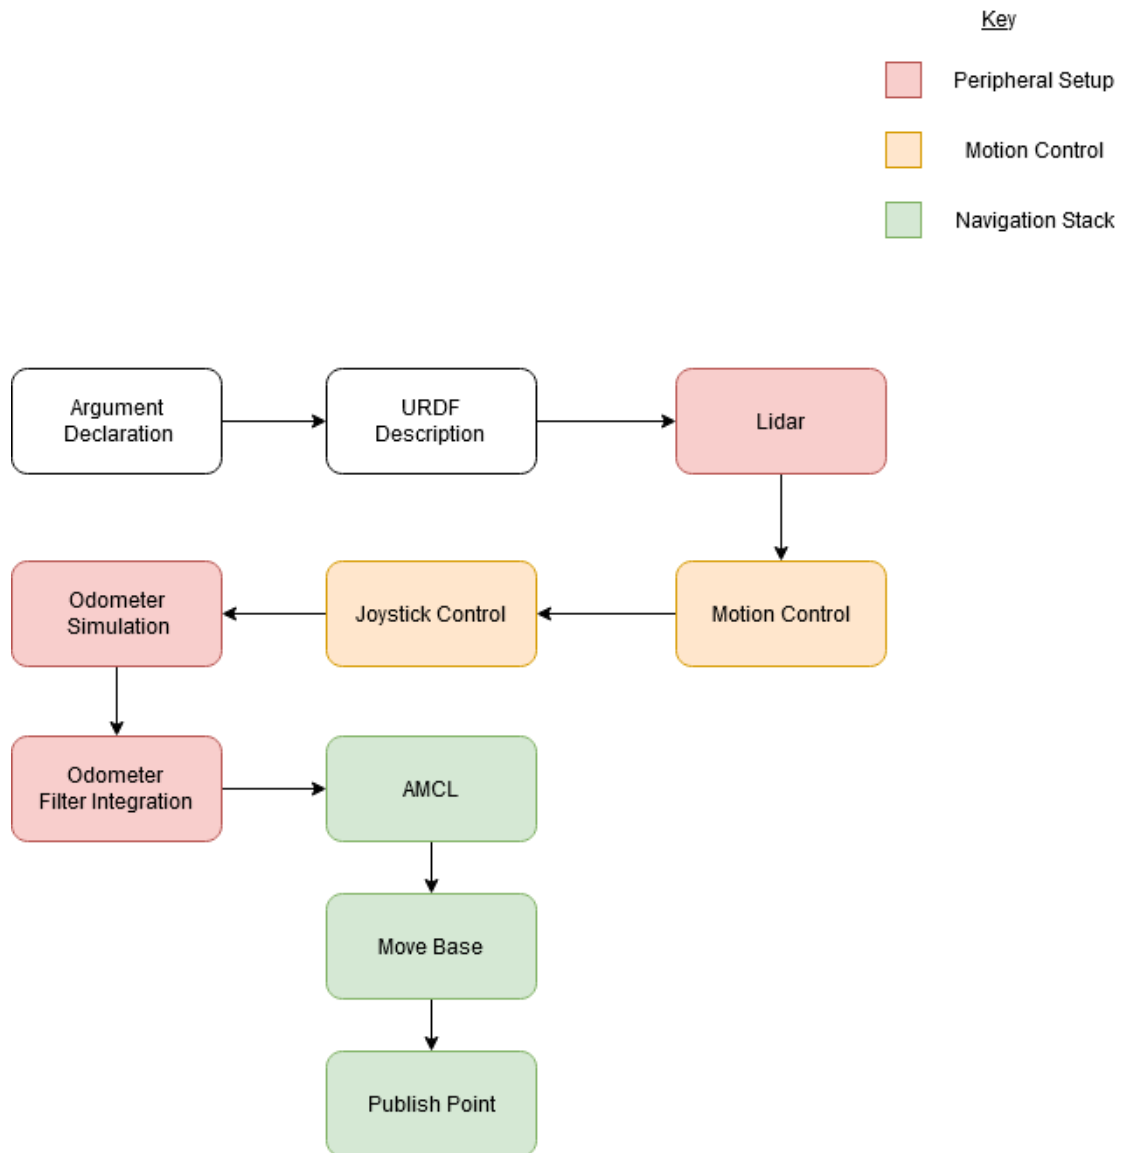 Key
Peripheral Setup
Motion Control
Navigation Stack
Argument
Declaration
URDF
Description
Lidar
Odometer
Simulation
Joystick Control
Motion Control
Odometer
Filter Integration
AMCL
Move Base
Publish Point